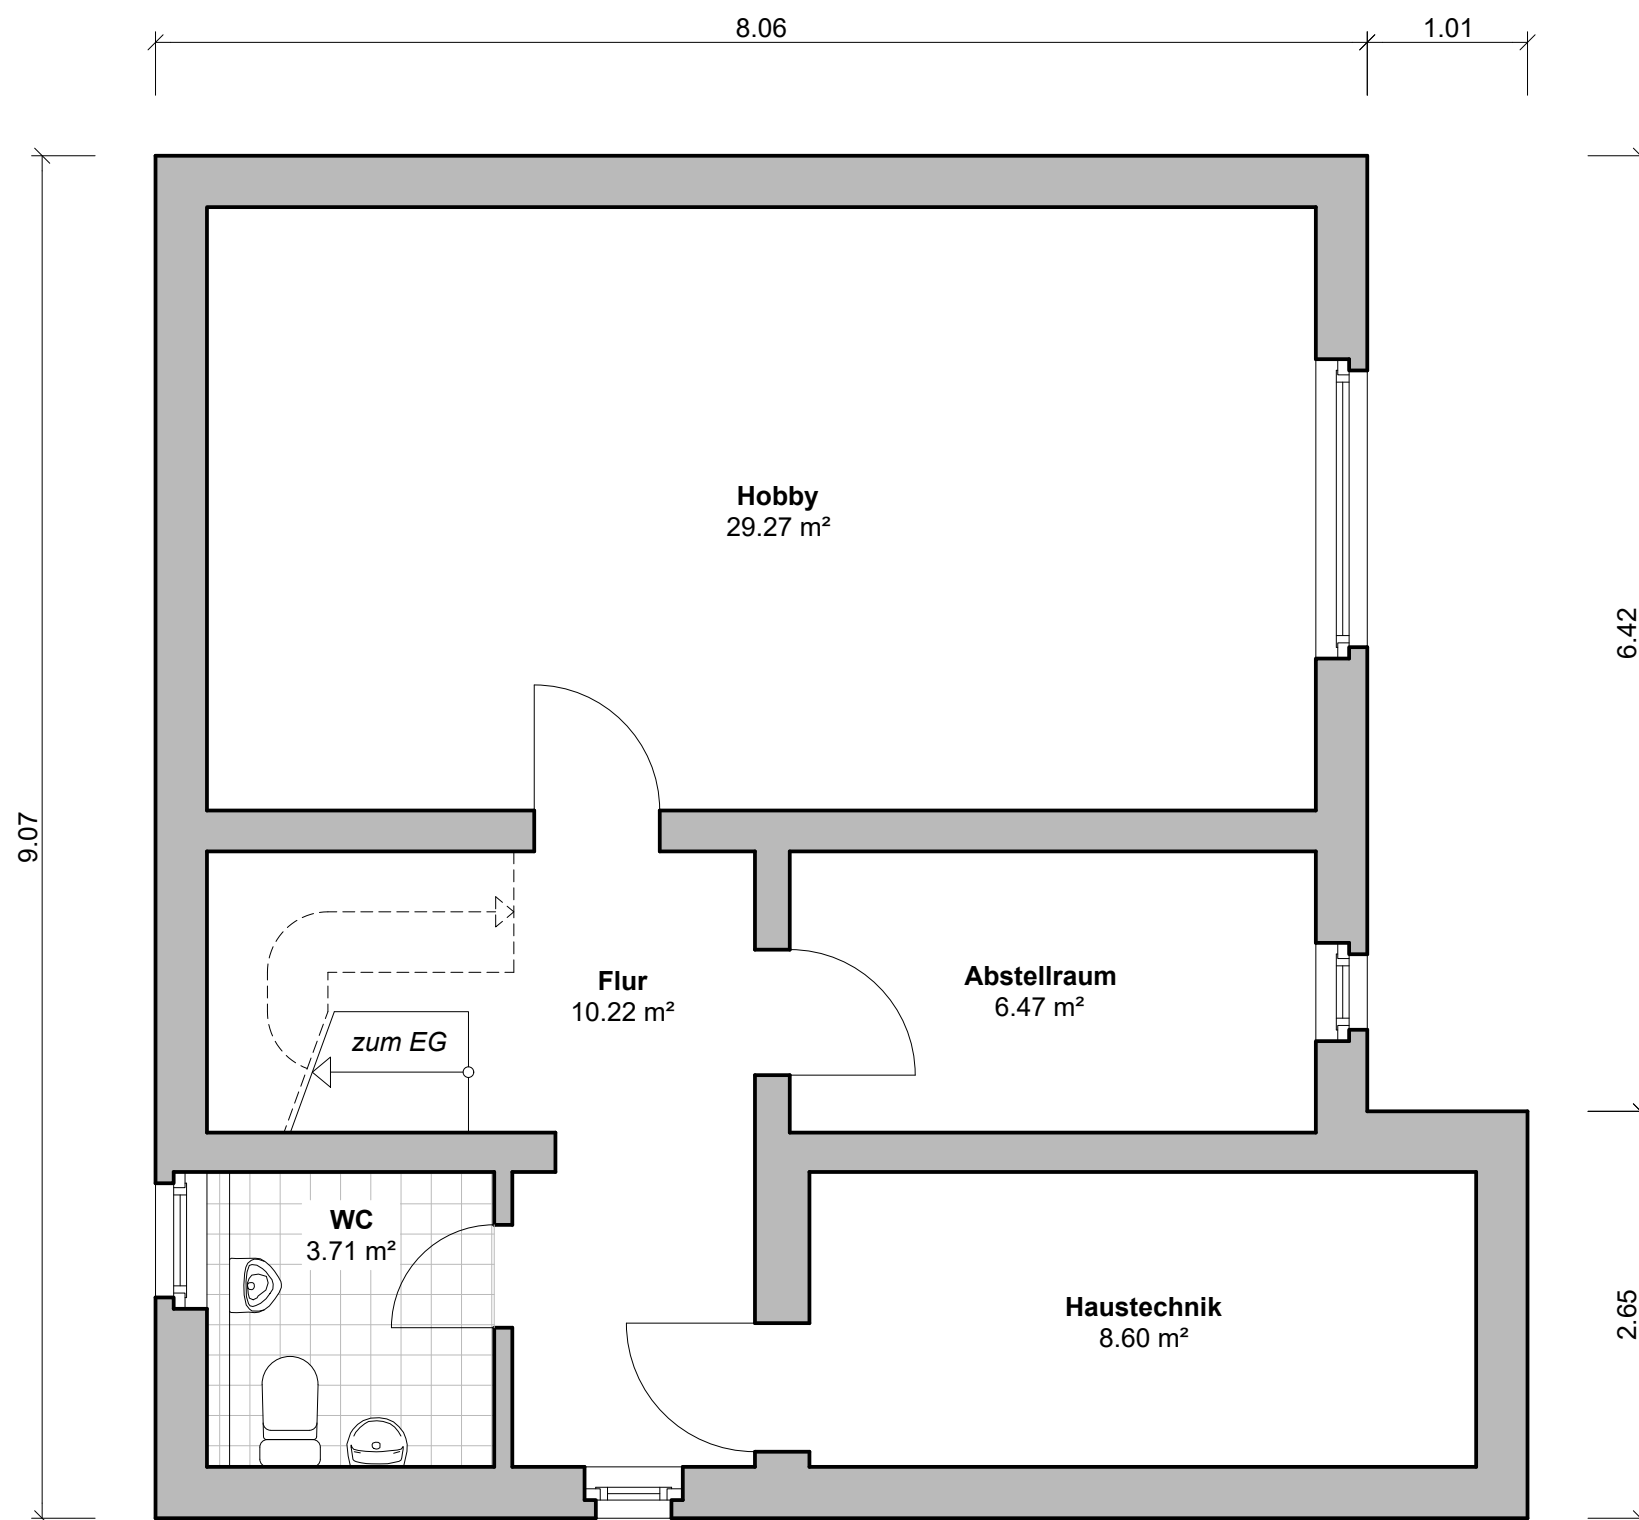 8.06
1.01
Hobby
29.27 m²
6.42
9.07
Flur
10.22 m²
Abstellraum
6.47 m²
zum EG
WC
3.71 m²
Haustechnik
8.60 m²
2.65